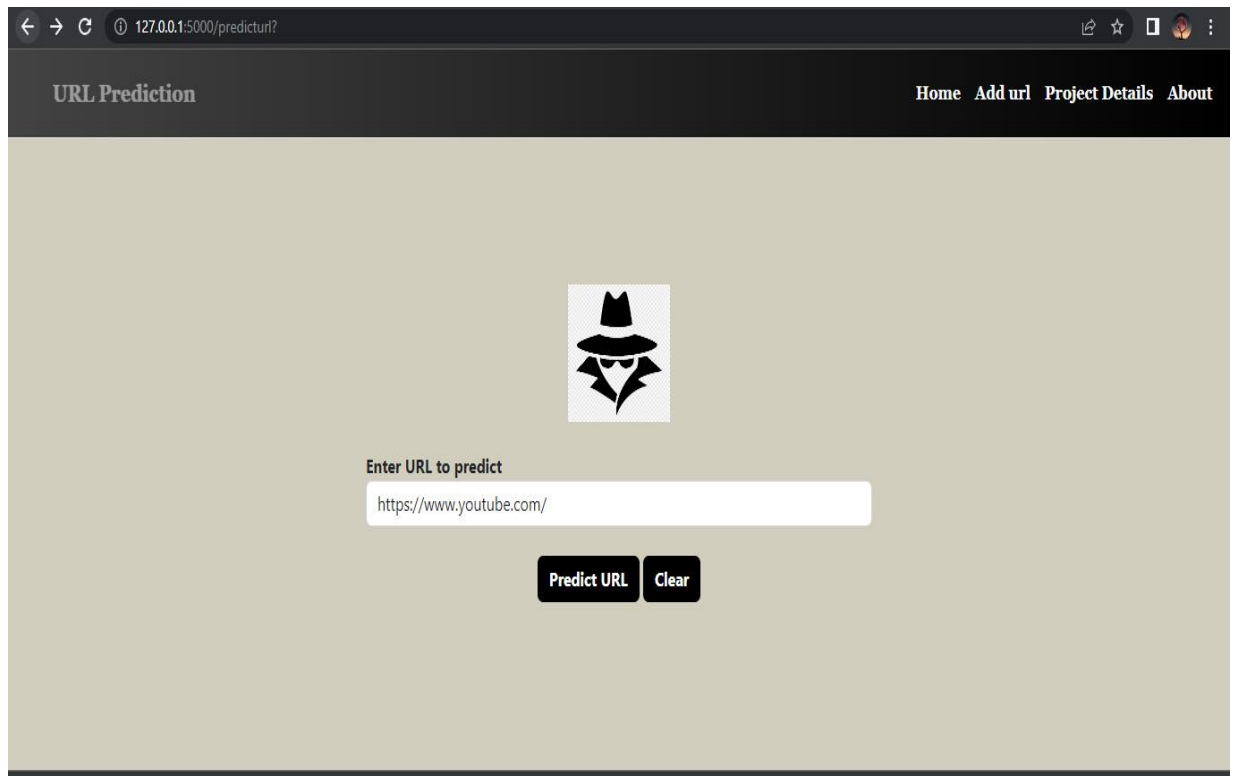 127.0.0.1:5000/predicturl?
URL Prediction
Home Add url Project Details About
Enter URL to predict
https://www.youtube.com/
Predict URL Clear